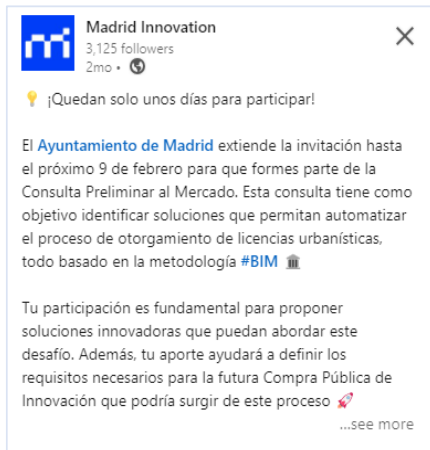 Madrid Innovation
3,125 followers
2mo •
💡 ¡Quedan solo unos días para participar!
El Ayuntamiento de Madrid extiende la invitación hasta
el próximo 9 de febrero para que formes parte de la
Consulta Preliminar al Mercado. Esta consulta tiene como
objetivo identificar soluciones que permitan automatizar
el proceso de otorgamiento de licencias urbanísticas,
todo basado en la metodología #BIM 🏛️
Tu participación es fundamental para proponer
soluciones innovadoras que puedan abordar este
desafío. Además, tu aporte ayudará a definir los
requisitos necesarios para la futura Compra Pública de
Innovación que podría surgir de este proceso 🚀
...see more